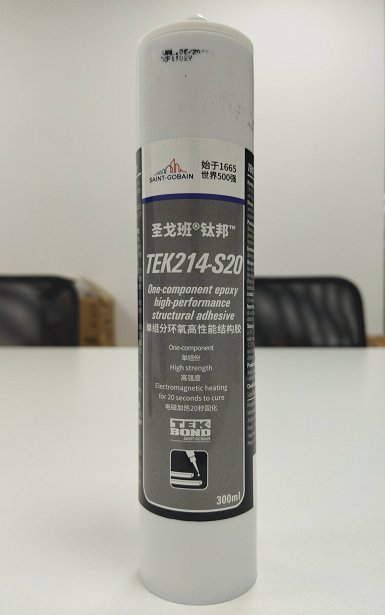 SAINT-GOBAIN
始于1665
世界500强
圣戈班®钛邦™
TEK214-S20
One-component epoxy
high-performance
structural adhesive
单组分环氧高性能结构胶
One-component
单组份
High strength
高强度
Electromagnetic heating
for 20 seconds to cure
电磁加热20秒固化
TEK
BOND
SAINT-GOBAIN
300ml